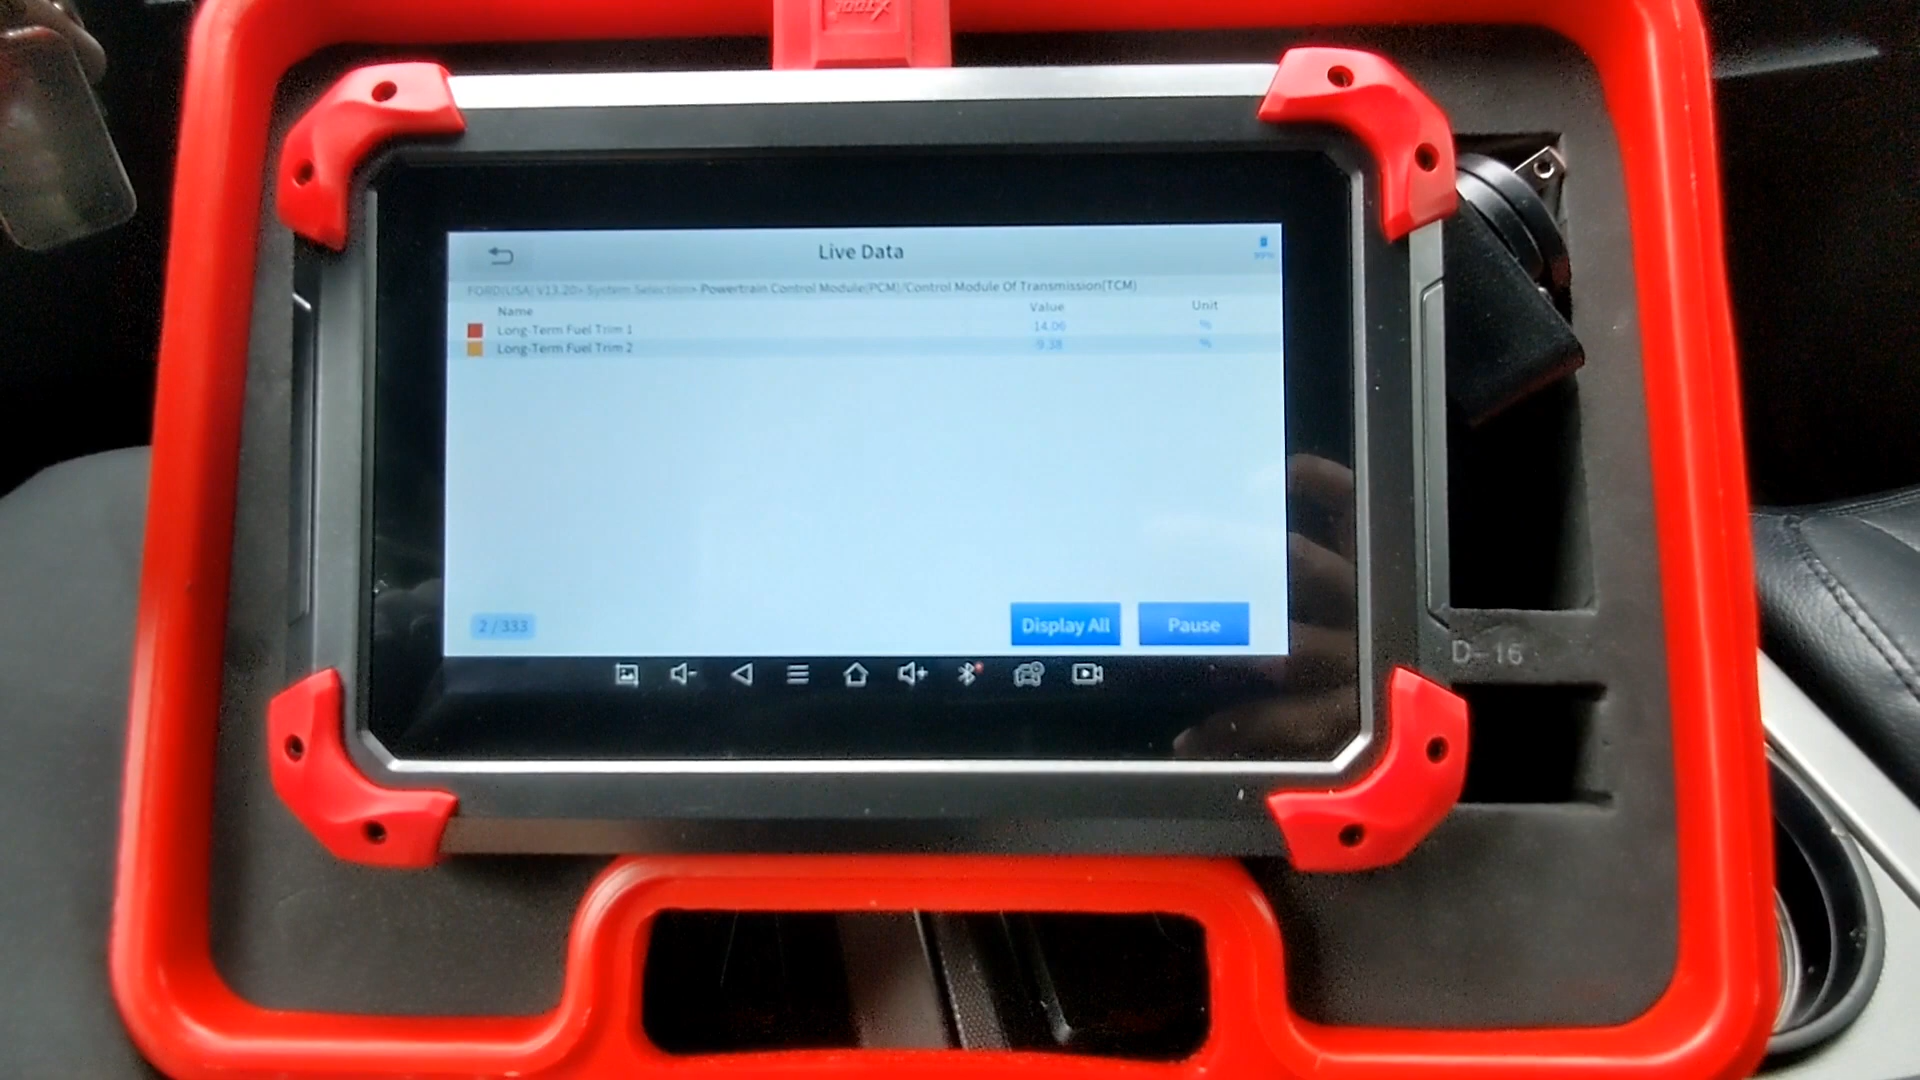 XTOOL
Live Data
99%
FORD(USA) V13.20> System Selection> Powertrain Control Module(PCM)/Control Module Of Transmission(TCM)
Name Value Unit
Long-Term Fuel Trim 1 14.06 %
Long-Term Fuel Trim 2 9.38 %
2 / 333
Display All Pause
D-16